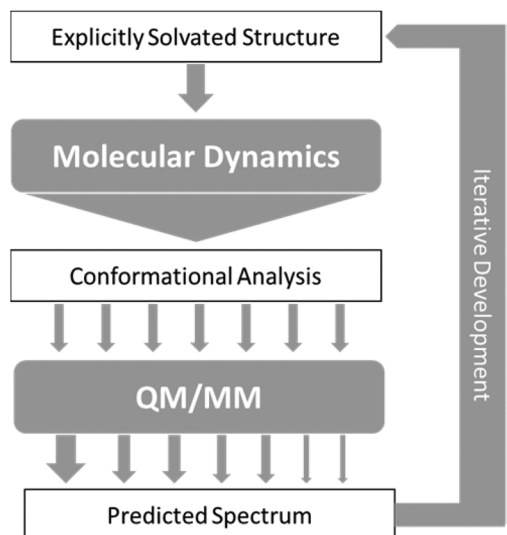 Explicitly Solvated Structure
Molecular Dynamics
Conformational Analysis
QM/MM
Predicted Spectrum
Iterative Development